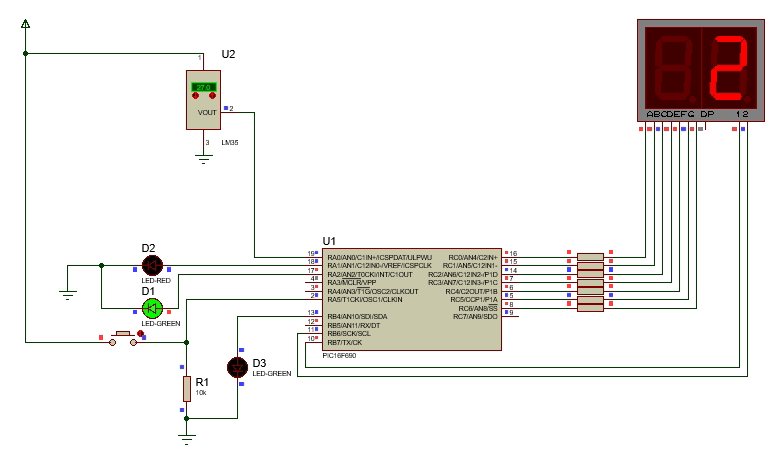 U2
1
27.0
2
VOUT
3
LM35
2
ABCDEFG DP
12
D2
LED-RED
D1
LED-GREEN
R1
10k
D3
LED-GREEN
U1
19 RA0/AN0/C1IN+/ICSPDAT/ULPWU RC0/AN4/C2IN+ 16
18 RA1/AN1/C12IN0-/VREF/ICSPCLK RC1/AN5/C12IN1- 15
17 RA2/AN2/T0CKI/INT/C1OUT RC2/AN6/C12IN2-/P1D 14
4 RA3/MCLR/VPP RC3/AN7/C12IN3-/P1C 7
3 RA4/AN3/T1G/OSC2/CLKOUT RC4/C2OUT/P1B 6
2 RA5/T1CKI/OSC1/CLKIN RC5/CCP1/P1A 5
RC6/AN8/SS 8
13 RB4/AN10/SDI/SDA RC7/AN9/SDO 9
12 RB5/AN11/RX/DT
11 RB6/SCK/SCL
10 RB7/TX/CK
PIC16F690